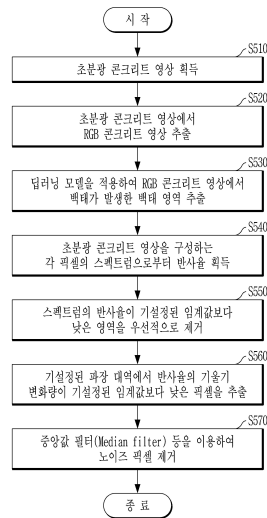 시 작
S510
초분광 콘크리트 영상 획득
S520
초분광 콘크리트 영상에서
RGB 콘크리트 영상 추출
S530
딥러닝 모델을 적용하여 RGB 콘크리트 영상에서
백태가 발생한 백태 영역 추출
S540
초분광 콘크리트 영상을 구성하는
각 픽셀의 스펙트럼으로부터 반사율 획득
S550
스펙트럼의 반사율이 기설정된 임계값보다
낮은 영역을 우선적으로 제거
S560
기설정된 파장 대역에서 반사율의 기울기
변화량이 기설정된 임계값보다 낮은 픽셀을 추출
S570
중앙값 필터(Median filter) 등을 이용하여
노이즈 픽셀 제거
종 료